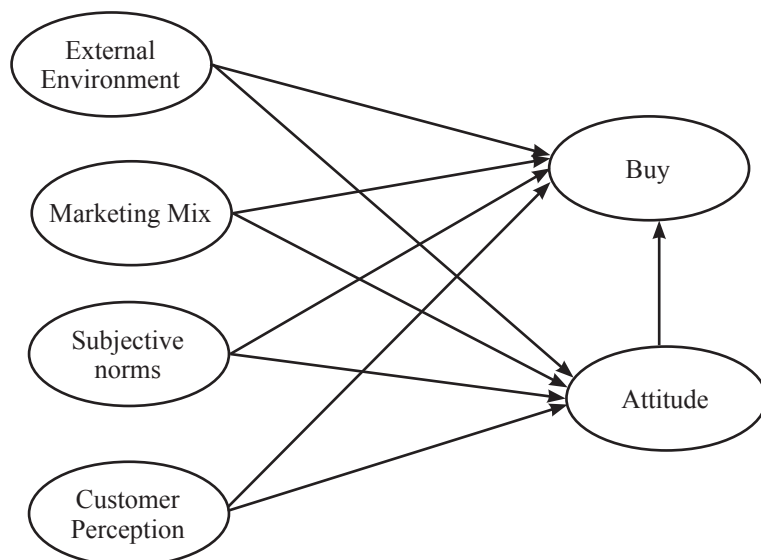 External
Environment
Marketing Mix
Subjective
norms
Customer
Perception
Buy
Attitude